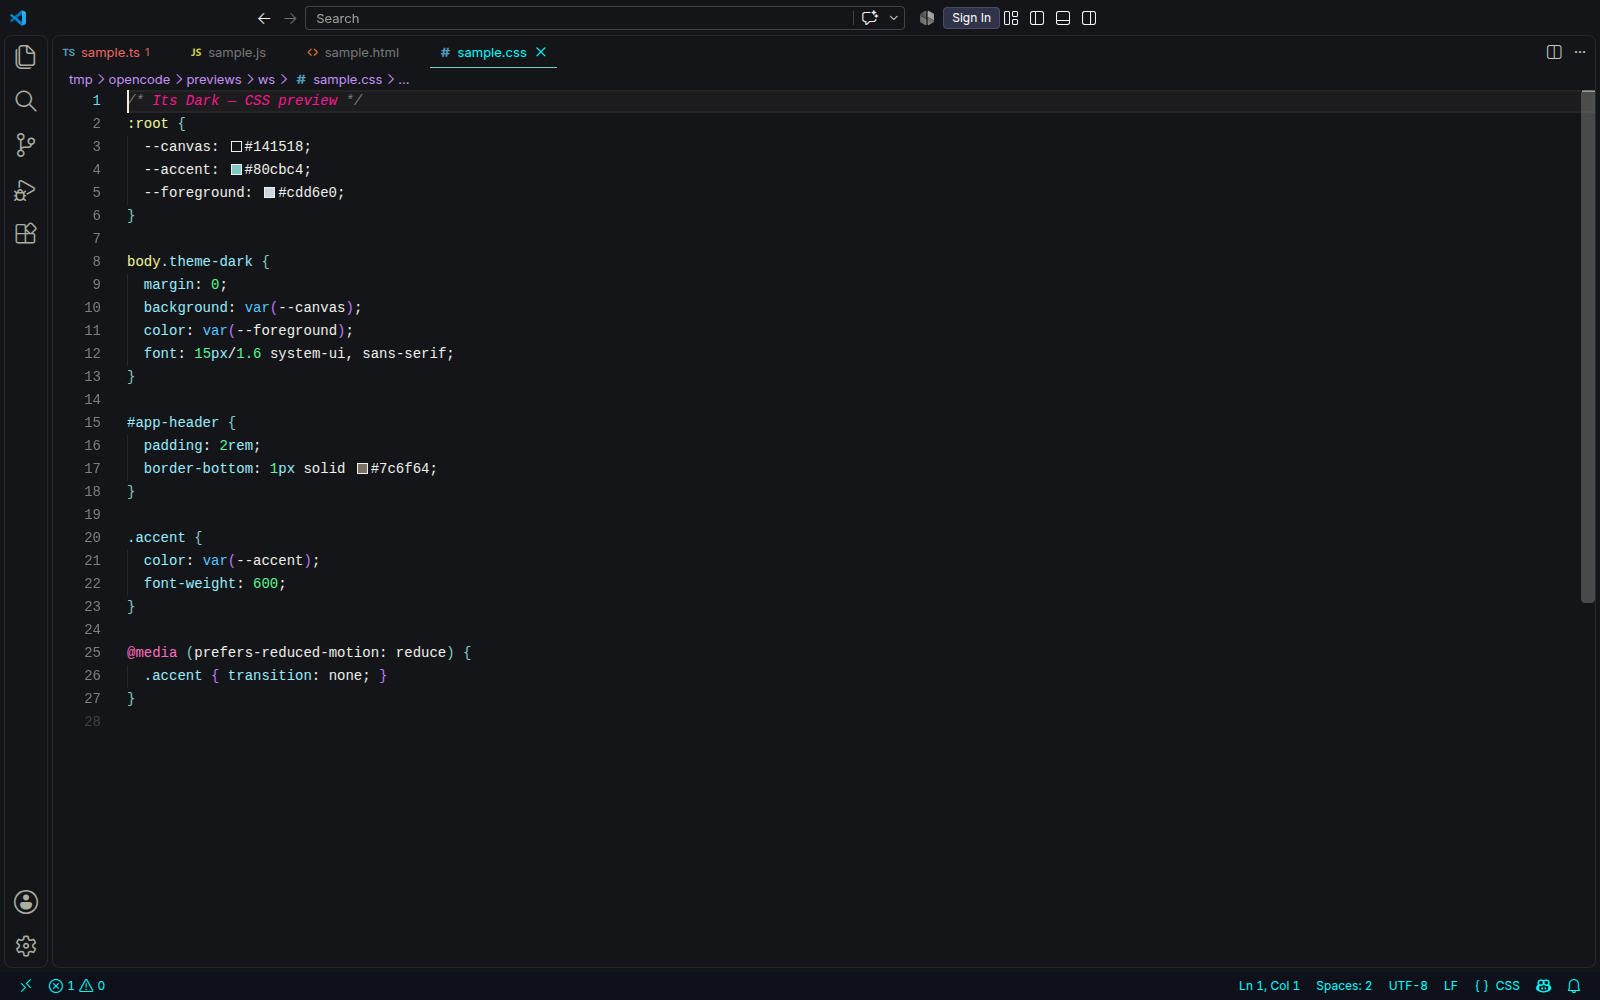 Search
Sign In
TS sample.ts 1
JS sample.js
<> sample.html
# sample.css
tmp > opencode > previews > ws > # sample.css > ...
1 /* Its Dark — CSS preview */
2 :root {
3 --canvas: #141518;
4 --accent: #80cbc4;
5 --foreground: #cdd6e0;
6 }
7
8 body.theme-dark {
9 margin: 0;
10 background: var(--canvas);
11 color: var(--foreground);
12 font: 15px/1.6 system-ui, sans-serif;
13 }
14
15 #app-header {
16 padding: 2rem;
17 border-bottom: 1px solid #7c6f64;
18 }
19
20 .accent {
21 color: var(--accent);
22 font-weight: 600;
23 }
24
25 @media (prefers-reduced-motion: reduce) {
26 .accent { transition: none; }
27 }
28
1 0 Ln 1, Col 1 Spaces: 2 UTF-8 LF { } CSS